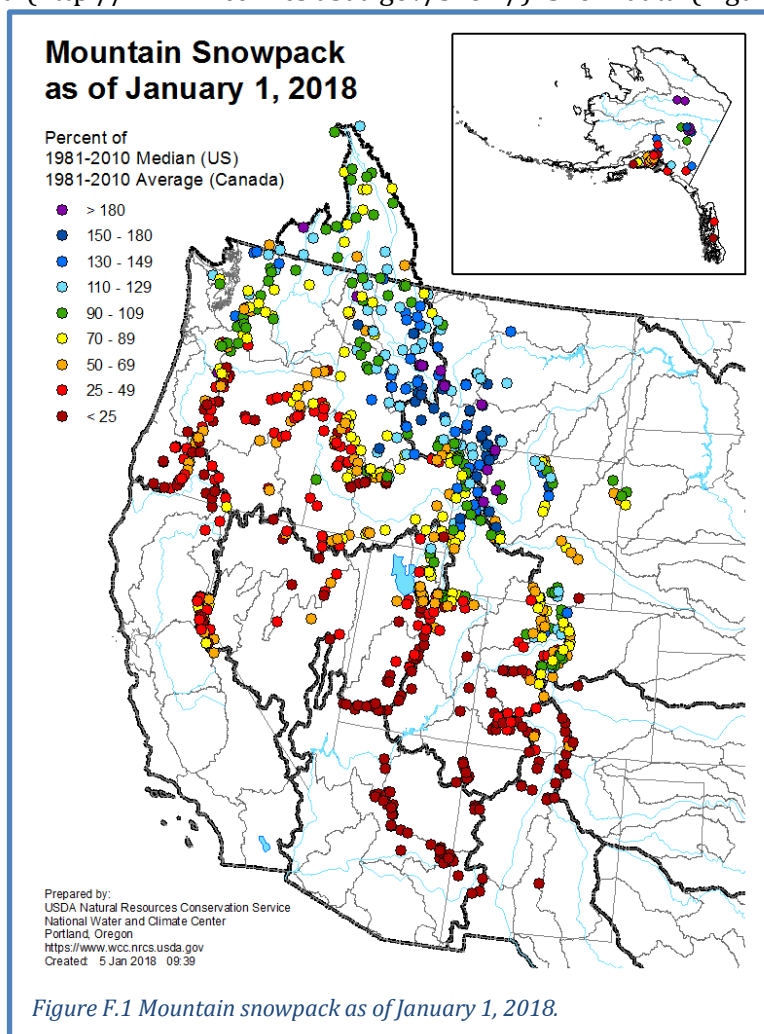 Mountain Snowpack
as of January 1, 2018
Percent of
1981-2010 Median (US)
1981-2010 Average (Canada)
> 180
150 - 180
130 - 149
110 - 129
90 - 109
70 - 89
50 - 69
25 - 49
< 25
Prepared by:
USDA Natural Resources Conservation Service
National Water and Climate Center
Portland, Oregon
https://www.wcc.nrcs.usda.gov
Created: 5 Jan 2018 09:39
Figure F.1 Mountain snowpack as of January 1, 2018.